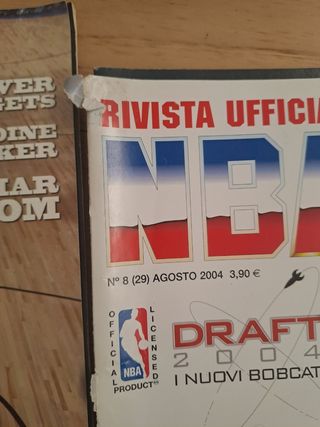 VER
GETS
DINE
KER
IAR
OM
RIVISTA UFFICIA
NBA
N° 8 (29) AGOSTO 2004 3,90 €
OFFICIAL
LICENSED
NBA
PRODUCT
DRAFT
2004
I NUOVI BOBCAT